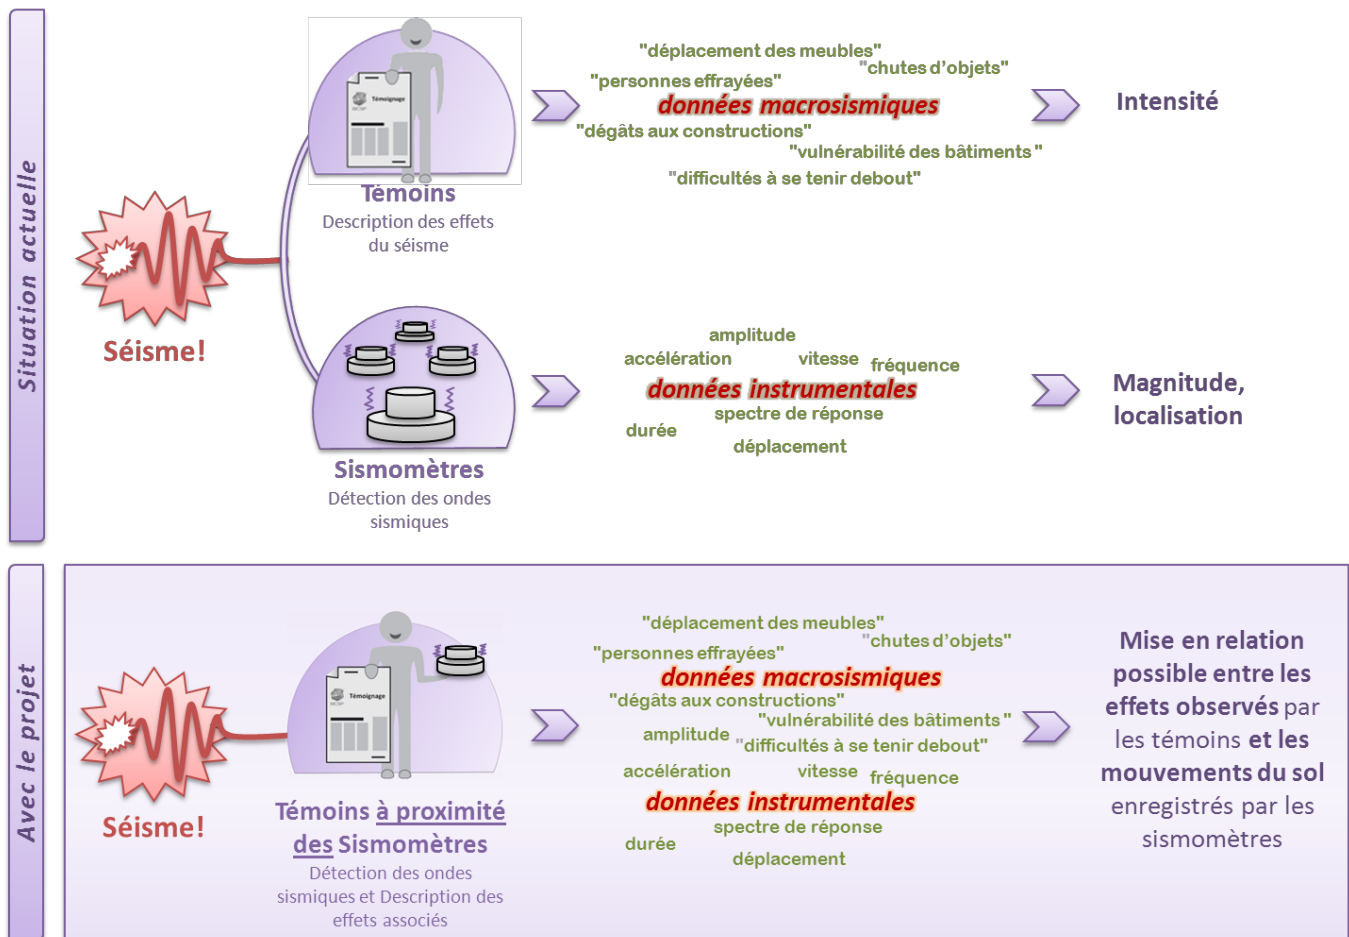 Situation actuelle
Séisme!
Témoignage
Témoins
Description des effets
du séisme
"déplacement des meubles"
"chutes d'objets"
"personnes effrayées"
données macrosismiques
"dégâts aux constructions"
"vulnérabilité des bâtiments "
"difficultés à se tenir debout"
Intensité
Sismomètres
Détection des ondes
sismiques
amplitude
accélération vitesse fréquence
données instrumentales
spectre de réponse
durée
déplacement
Magnitude,
localisation
Avec le projet
Séisme!
Témoignage
Témoins à proximité
des Sismomètres
Détection des ondes
sismiques et Description des
effets associés
"déplacement des meubles"
"chutes d'objets"
"personnes effrayées"
données macrosismiques
"dégâts aux constructions"
"vulnérabilité des bâtiments "
amplitude "difficultés à se tenir debout"
accélération vitesse fréquence
données instrumentales
spectre de réponse
durée
déplacement
Mise en relation
possible entre les
effets observés par
les témoins et les
mouvements du sol
enregistrés par les
sismomètres